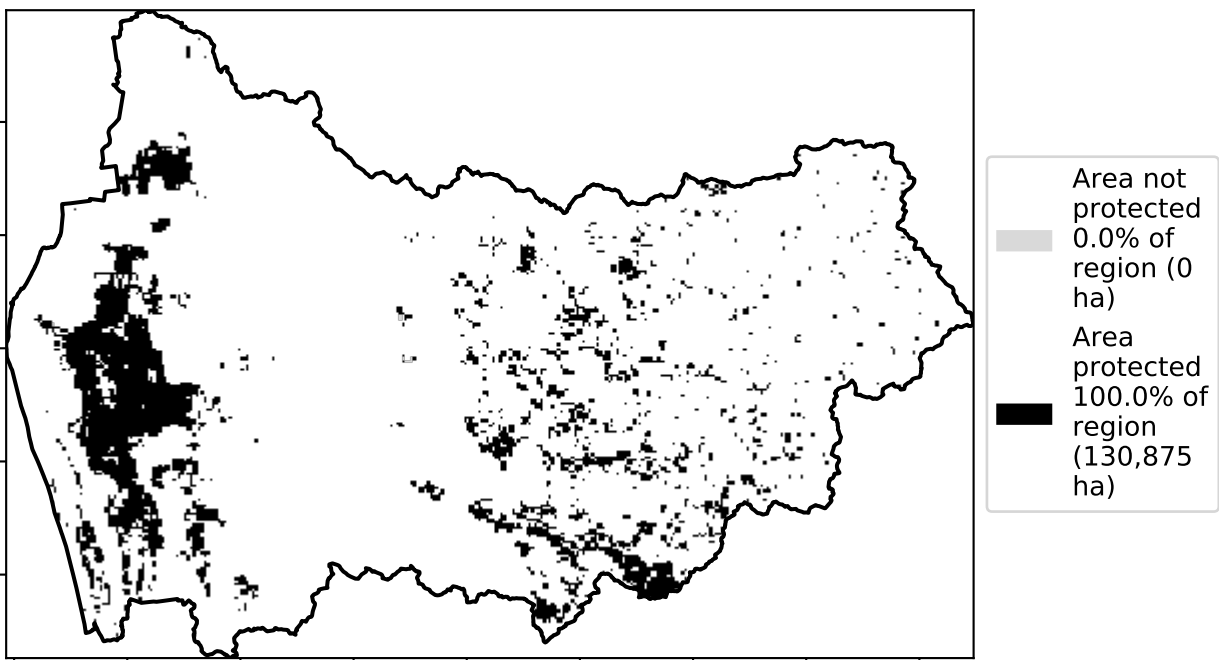 Area not
protected
0.0% of
region (0
ha)
Area
protected
100.0% of
region
(130,875
ha)